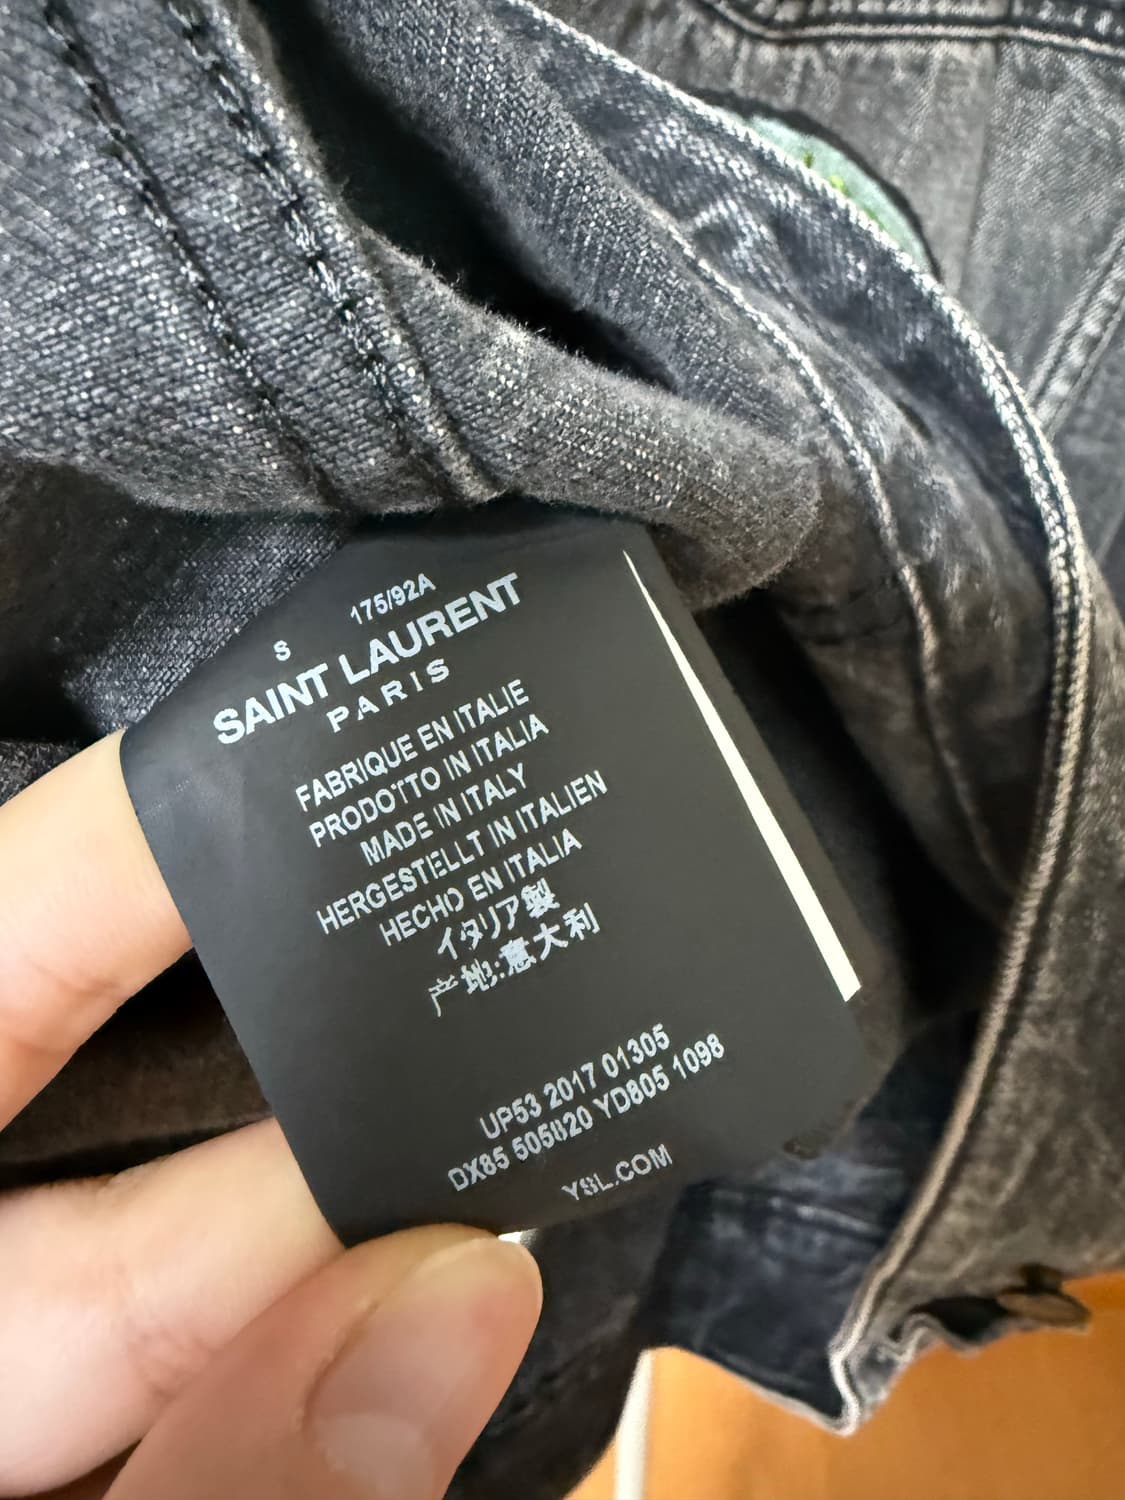 S 175/92A
SAINT LAURENT
PARIS
FABRIQUE EN ITALIE
PRODOTTO IN ITALIA
MADE IN ITALY
HERGESTELLT IN ITALIEN
HECHO EN ITALIA
イタリア製
产地:意大利
UP53 2017 01305
DX85 505820 YD805 1098
YSL.COM